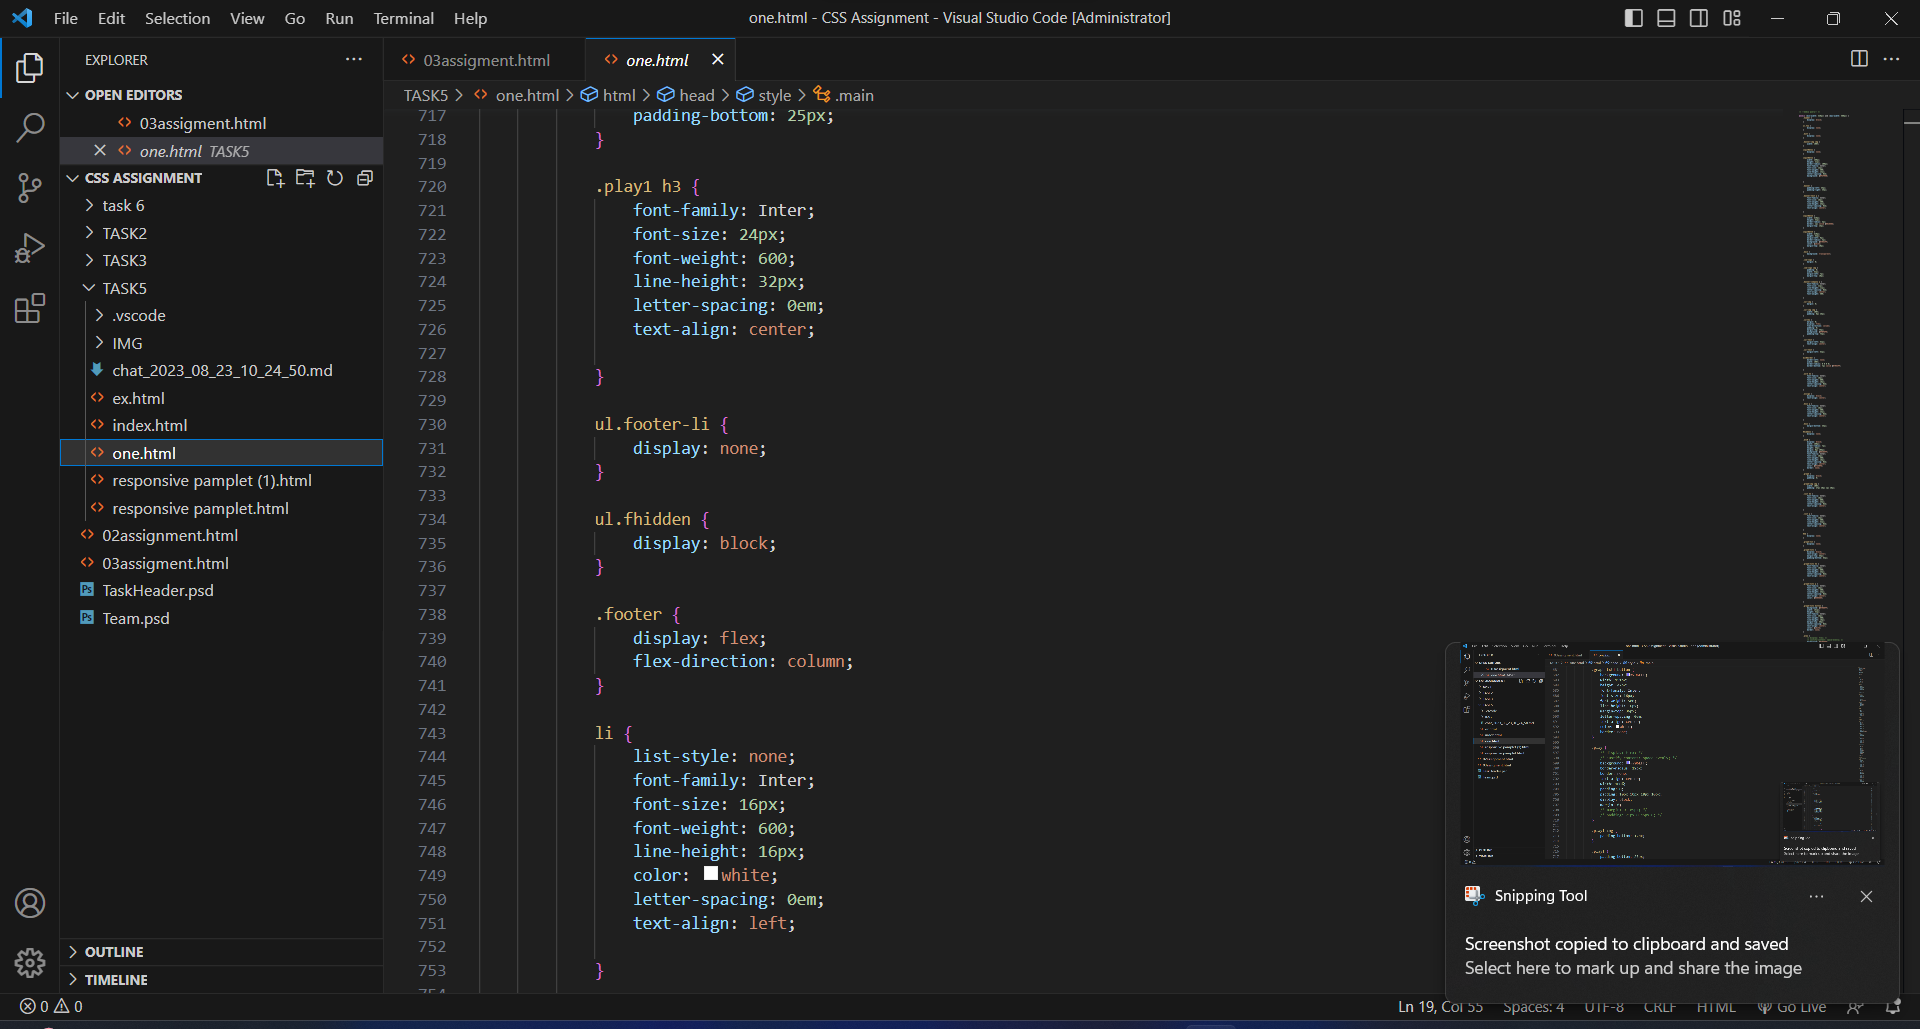 File Edit Selection View Go Run Terminal Help
one.html - CSS Assignment - Visual Studio Code [Administrator]
EXPLORER
OPEN EDITORS
03assigment.html
one.html TASK5
CSS ASSIGNMENT
task 6
TASK2
TASK3
TASK5
.vscode
IMG
chat_2023_08_23_10_24_50.md
ex.html
index.html
one.html
responsive pamplet (1).html
responsive pamplet.html
02assignment.html
03assigment.html
TaskHeader.psd
Team.psd
OUTLINE
TIMELINE
03assigment.html
one.html
TASK5 > one.html > html > head > style > .main
717 padding-bottom: 25px;
718 }
719
720 .play1 h3 {
721 font-family: Inter;
722 font-size: 24px;
723 font-weight: 600;
724 line-height: 32px;
725 letter-spacing: 0em;
726 text-align: center;
727
728 }
729
730 ul.footer-li {
731 display: none;
732 }
733
734 ul.fhidden {
735 display: block;
736 }
737
738 .footer {
739 display: flex;
740 flex-direction: column;
741 }
742
743 li {
744 list-style: none;
745 font-family: Inter;
746 font-size: 16px;
747 font-weight: 600;
748 line-height: 16px;
749 color: white;
750 letter-spacing: 0em;
751 text-align: left;
752
753 }
Snipping Tool
Screenshot copied to clipboard and saved
Select here to mark up and share the image
0 0
Ln 19, Col 55 Spaces: 4 UTF-8 CRLF HTML Go Live